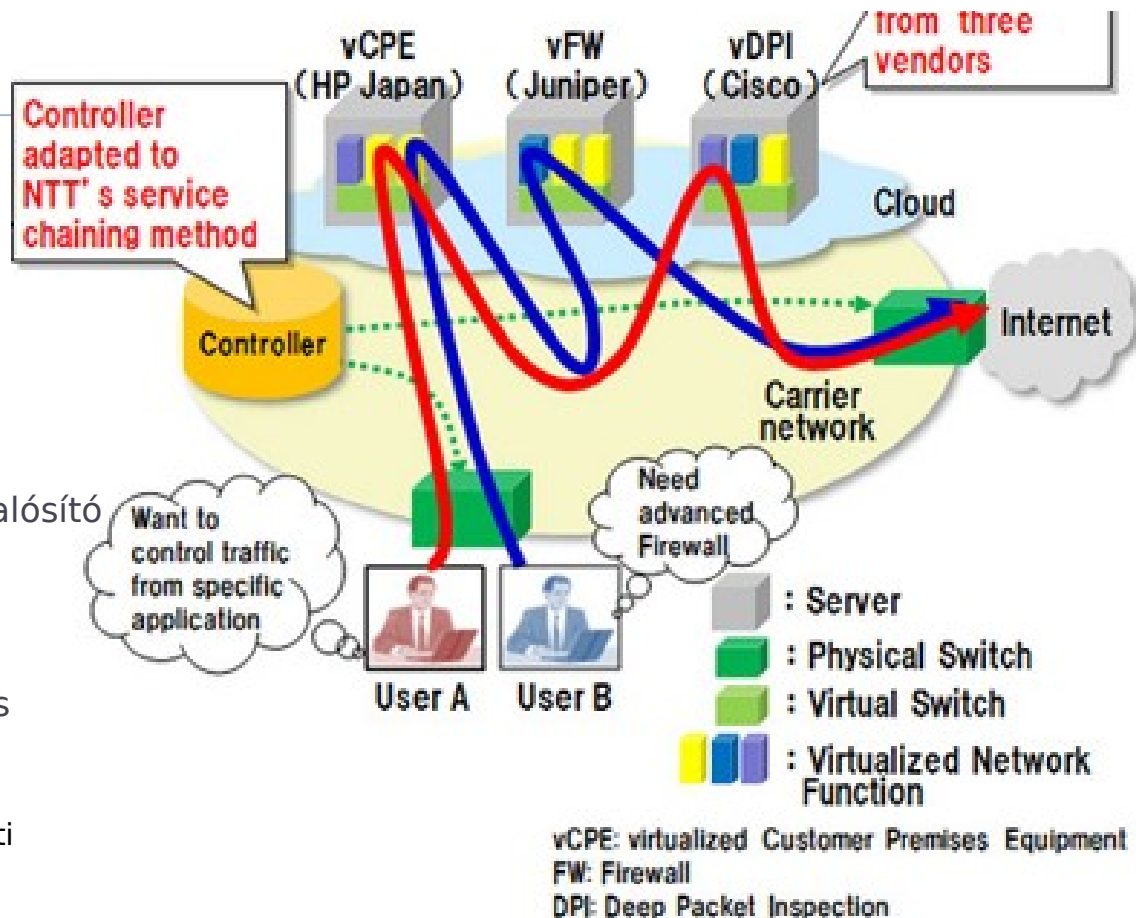 from three
vendors
vCPE
(HP Japan)
vFW
(Juniper)
vDPI
(Cisco)
Controller
adapted to
NTT's service
chaining method
Cloud
Controller
Internet
Carrier
network
alósító
Want to
control traffic
from specific
application
Need
advanced
Firewall
User A
User B
s
ti
: Server
: Physical Switch
: Virtual Switch
: Virtualized Network
Function
vCPE: virtualized Customer Premises Equipment
FW: Firewall
DPI: Deep Packet Inspection